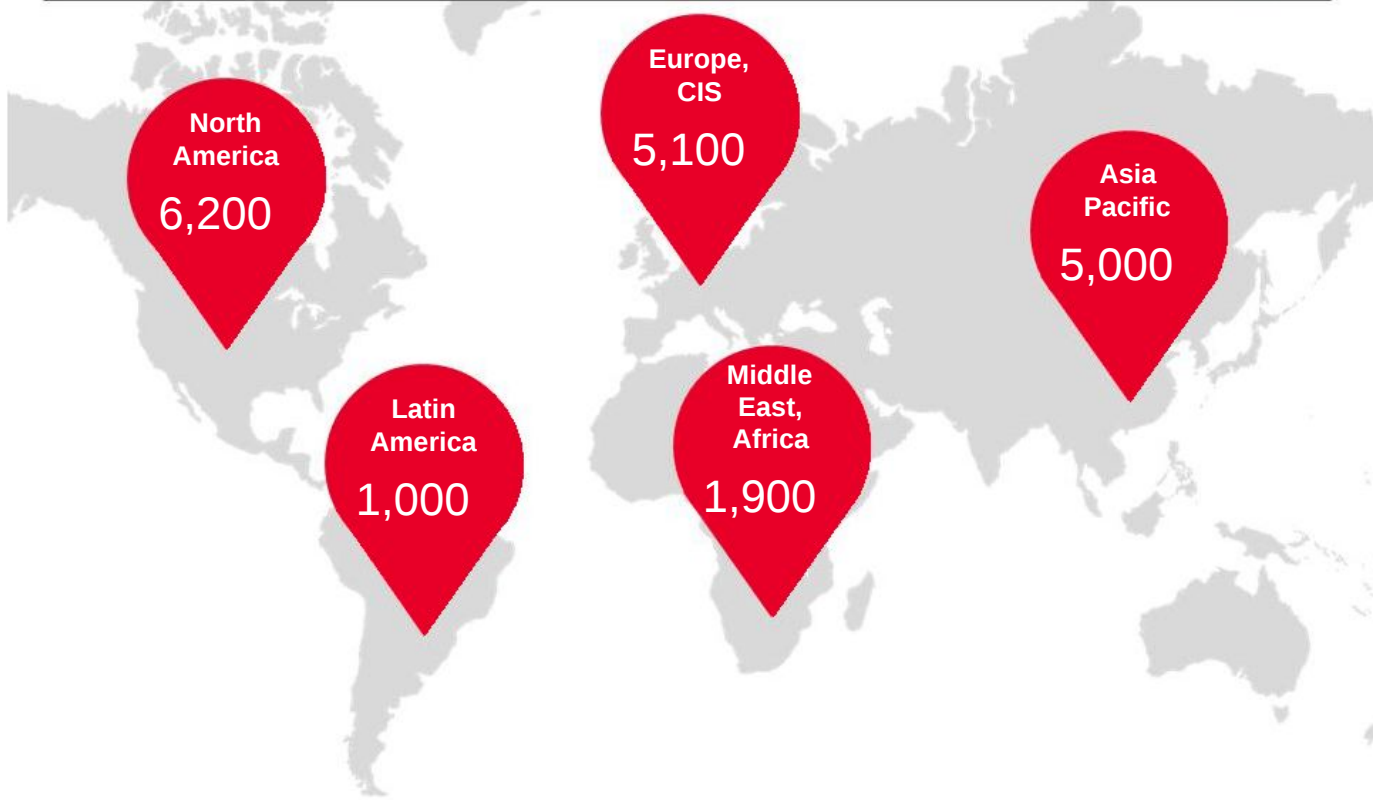 North
America
6,200
Europe,
CIS
5,100
Asia
Pacific
5,000
Latin
America
1,000
Middle
East,
Africa
1,900